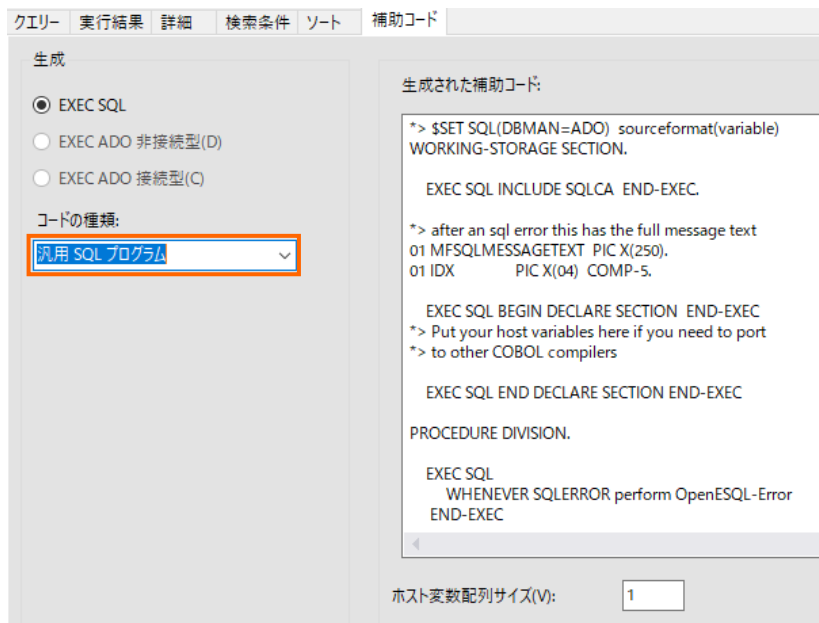 クエリー 実行結果 詳細 検索条件 ソート 補助コード
生成
EXEC SQL
EXEC ADO 非接続型(D)
EXEC ADO 接続型(C)
コードの種類:
汎用 SQL プログラム
生成された補助コード:
*> $SET SQL(DBMAN=ADO) sourceformat(variable)
WORKING-STORAGE SECTION.
EXEC SQL INCLUDE SQLCA END-EXEC.
*> after an sql error this has the full message text
01 MFSQLMESSAGETEXT PIC X(250).
01 IDX PIC X(04) COMP-5.
EXEC SQL BEGIN DECLARE SECTION END-EXEC
*> Put your host variables here if you need to port
*> to other COBOL compilers
EXEC SQL END DECLARE SECTION END-EXEC
PROCEDURE DIVISION.
EXEC SQL
WHENEVER SQLERROR perform OpenESQL-Error
END-EXEC
ホスト変数配列サイズ(V): 1